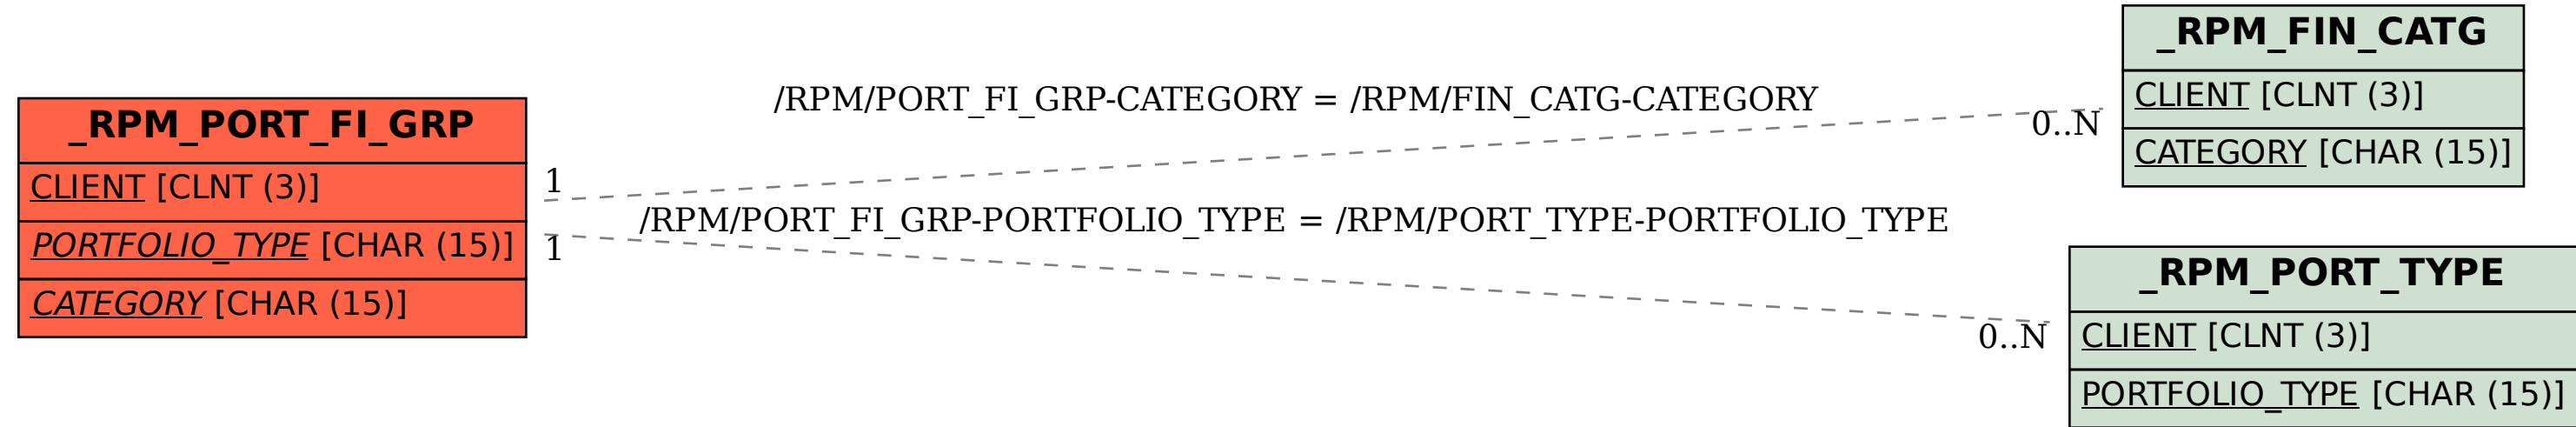 _RPM_PORT_FI_GRP
CLIENT [CLNT (3)]
PORTFOLIO_TYPE [CHAR (15)]
CATEGORY [CHAR (15)]
/RPM/PORT_FI_GRP-CATEGORY = /RPM/FIN_CATG-CATEGORY
1
0..N
/RPM/PORT_FI_GRP-PORTFOLIO_TYPE = /RPM/PORT_TYPE-PORTFOLIO_TYPE
1
0..N
_RPM_FIN_CATG
CLIENT [CLNT (3)]
CATEGORY [CHAR (15)]
_RPM_PORT_TYPE
CLIENT [CLNT (3)]
PORTFOLIO_TYPE [CHAR (15)]